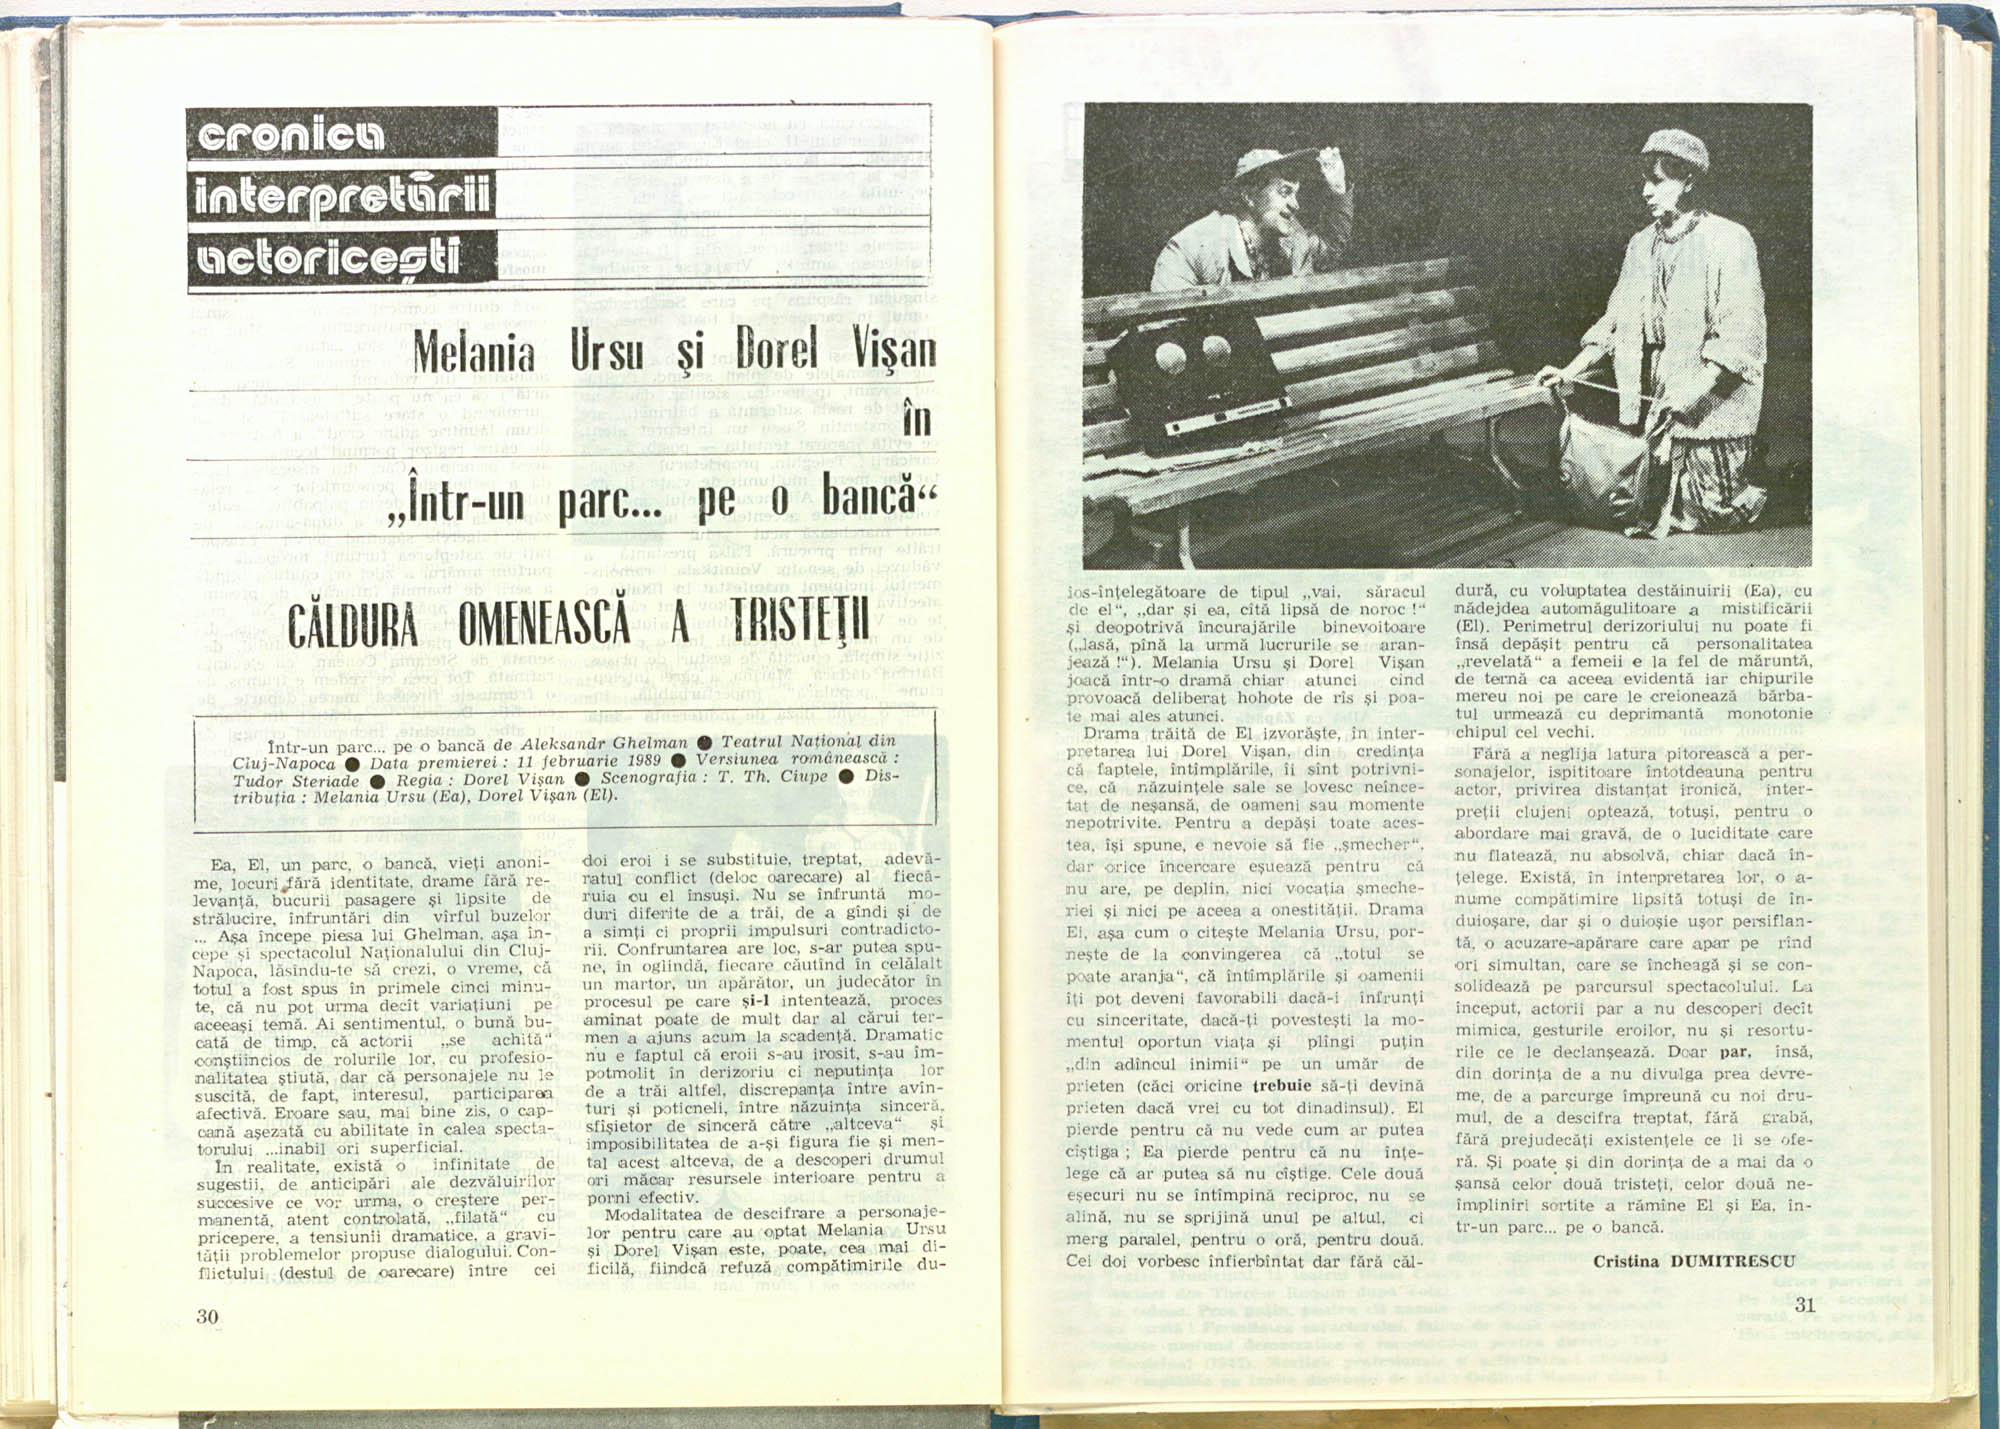 cronica
interpretării
actoricești
Melania Ursu și Dorel Vișan
în
„Într-un parc... pe o bancă“
CĂLDURA OMENEASCĂ A TRISTEȚII
Într-un parc... pe o bancă de Aleksandr Ghelman ● Teatrul Național din
Cluj-Napoca ● Data premierei : 11 februarie 1989 ● Versiunea românească :
Tudor Steriade ● Regia : Dorel Vișan ● Scenografia : T. Th. Ciupe ● Dis-
tribuția : Melania Ursu (Ea), Dorel Vișan (El).
Ea, El, un parc, o bancă, vieți anoni-
me, locuri fără identitate, drame fără re-
levanță, bucurii pasagere și lipsite de
strălucire, înfruntări din vîrful buzelor
... Așa începe piesa lui Ghelman, așa în-
cepe și spectacolul Naționalului din Cluj-
Napoca, lăsîndu-te să crezi, o vreme, că
totul a fost spus în primele cinci minu-
te, că nu pot urma decît variațiuni pe
aceeași temă. Ai sentimentul, o bună bu-
cată de timp, că actorii „se achită“
conștiincios de rolurile lor, cu profesio-
nalitatea știută, dar că personajele nu le
suscită, de fapt, interesul, participarea
afectivă. Eroare sau, mai bine zis, o cap-
cană așezată cu abilitate în calea specta-
torului ...inabil ori superficial.
În realitate, există o infinitate de
sugestii, de anticipări ale dezvăluirilor
succesive ce vor urma, o creștere per-
manentă, atent controlată, „filată“ cu
pricepere, a tensiunii dramatice, a gravi-
tății problemelor propuse dialogului. Con-
flictului (destul de oarecare) între cei
doi eroi i se substituie, treptat, adevă-
ratul conflict (deloc oarecare) al fiecă-
ruia cu el însuși. Nu se înfruntă mo-
duri diferite de a trăi, de a gîndi și de
a simți ci proprii impulsuri contradicto-
rii. Confruntarea are loc, s-ar putea spu-
ne, în oglindă, fiecare căutînd în celălalt
un martor, un apărător, un judecător în
procesul pe care și-l intentează, proces
amînat poate de mult dar al cărui ter-
men a ajuns acum la scadență. Dramatic
nu e faptul că eroii s-au irosit, s-au îm-
potmolit în derizoriu ci neputința lor
de a trăi altfel, discrepanța între avîn-
turi și poticneli, între năzuința sinceră,
sfîșietor de sinceră către „altceva“ și
imposibilitatea de a-și figura fie și men-
tal acest altceva, de a descoperi drumul
ori măcar resursele interioare pentru a
porni efectiv.
Modalitatea de descifrare a personaje-
lor pentru care au optat Melania Ursu
și Dorel Vișan este, poate, cea mai di-
ficilă, fiindcă refuză compătimirile du-
30
ios-înțelegătoare de tipul „vai, săracul
de el“, „dar și ea, cîtă lipsă de noroc !“
și deopotrivă încurajările binevoitoare
(„lasă, pînă la urmă lucrurile se aran-
jează !“). Melania Ursu și Dorel Vișan
joacă într-o dramă chiar atunci cînd
provoacă deliberat hohote de rîs și poa-
te mai ales atunci.
Drama trăită de El izvorăște, în inter-
pretarea lui Dorel Vișan, din credința
că faptele, întîmplările, îi sînt potrivni-
ce, că năzuințele sale se lovesc neînce-
tat de neșansă, de oameni sau momente
nepotrivite. Pentru a depăși toate aces-
tea, își spune, e nevoie să fie „șmecher“,
dar orice încercare eșuează pentru că
nu are, pe deplin, nici vocația șmeche-
riei și nici pe aceea a onestității. Drama
Ei, așa cum o citește Melania Ursu, por-
nește de la convingerea că „totul se
poate aranja“, că întîmplările și oamenii
îți pot deveni favorabili dacă-i înfrunți
cu sinceritate, dacă-ți povestești la mo-
mentul oportun viața și plîngi puțin
„din adîncul inimii“ pe un umăr de
prieten (căci oricine trebuie să-ți devină
prieten dacă vrei cu tot dinadinsul). El
pierde pentru că nu vede cum ar putea
cîștiga ; Ea pierde pentru că nu înțe-
lege că ar putea să nu cîștige. Cele două
eșecuri nu se întîmpină reciproc, nu se
alină, nu se sprijină unul pe altul, ci
merg paralel, pentru o oră, pentru două.
Cei doi vorbesc înfierbîntat dar fără căl-
dură, cu voluptatea destăinuirii (Ea), cu
nădejdea automăgulitoare a mistificării
(El). Perimetrul derizoriului nu poate fi
însă depășit pentru că personalitatea
„revelată“ a femeii e la fel de măruntă,
de ternă ca aceea evidentă iar chipurile
mereu noi pe care le creionează bărba-
tul urmează cu deprimantă monotonie
chipul cel vechi.
Fără a neglija latura pitorească a per-
sonajelor, ispititoare întotdeauna pentru
actor, privirea distanțat ironică, inter-
preții clujeni optează, totuși, pentru o
abordare mai gravă, de o luciditate care
nu flatează, nu absolvă, chiar dacă în-
țelege. Există, în interpretarea lor, o a-
nume compătimire lipsită totuși de în-
duioșare, dar și o duioșie ușor persiflan-
tă, o acuzare-apărare care apar pe rînd
ori simultan, care se încheagă și se con-
solidează pe parcursul spectacolului. La
început, actorii par a nu descoperi decît
mimica, gesturile eroilor, nu și resortu-
rile ce le declanșează. Doar par, însă,
din dorința de a nu divulga prea devre-
me, de a parcurge împreună cu noi dru-
mul, de a descifra treptat, fără grabă,
fără prejudecăți existențele ce li se ofe-
ră. Și poate și din dorința de a mai da o
șansă celor două tristeți, celor două ne-
împliniri sortite a rămîne El și Ea, în-
tr-un parc... pe o bancă.
Cristina DUMITRESCU
31